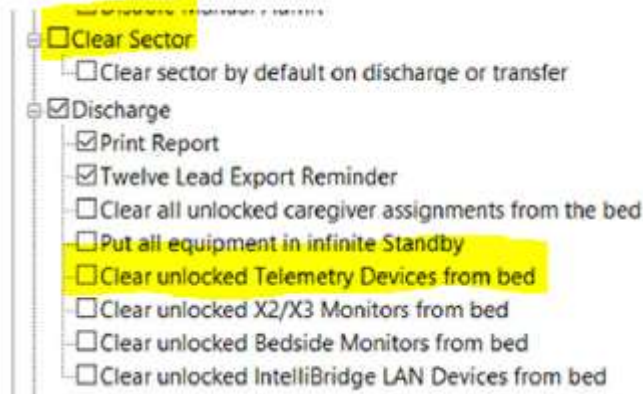 Clear Sector
Clear sector by default on discharge or transfer
Discharge
Print Report
Twelve Lead Export Reminder
Clear all unlocked caregiver assignments from the bed
Put all equipment in infinite Standby
Clear unlocked Telemetry Devices from bed
Clear unlocked X2/X3 Monitors from bed
Clear unlocked Bedside Monitors from bed
Clear unlocked IntelliBridge LAN Devices from bed